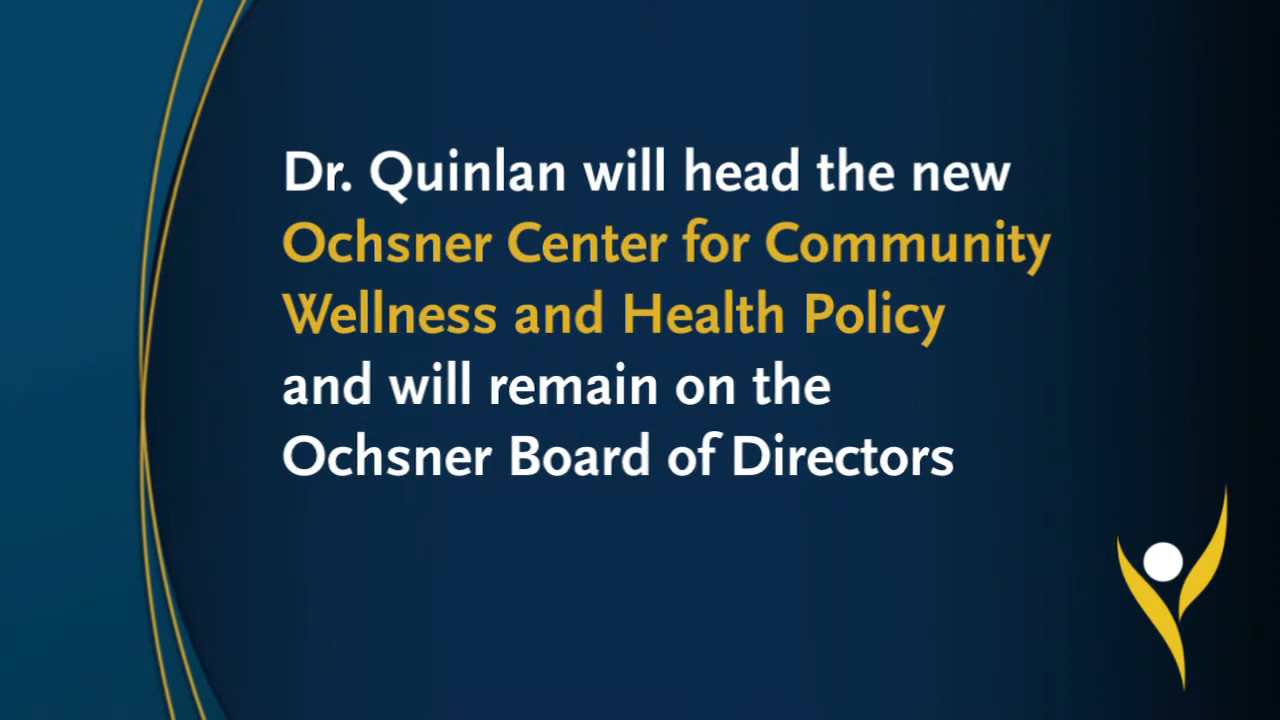 Dr. Quinlan will head the new
Ochsner Center for Community
Wellness and Health Policy
and will remain on the
Ochsner Board of Directors